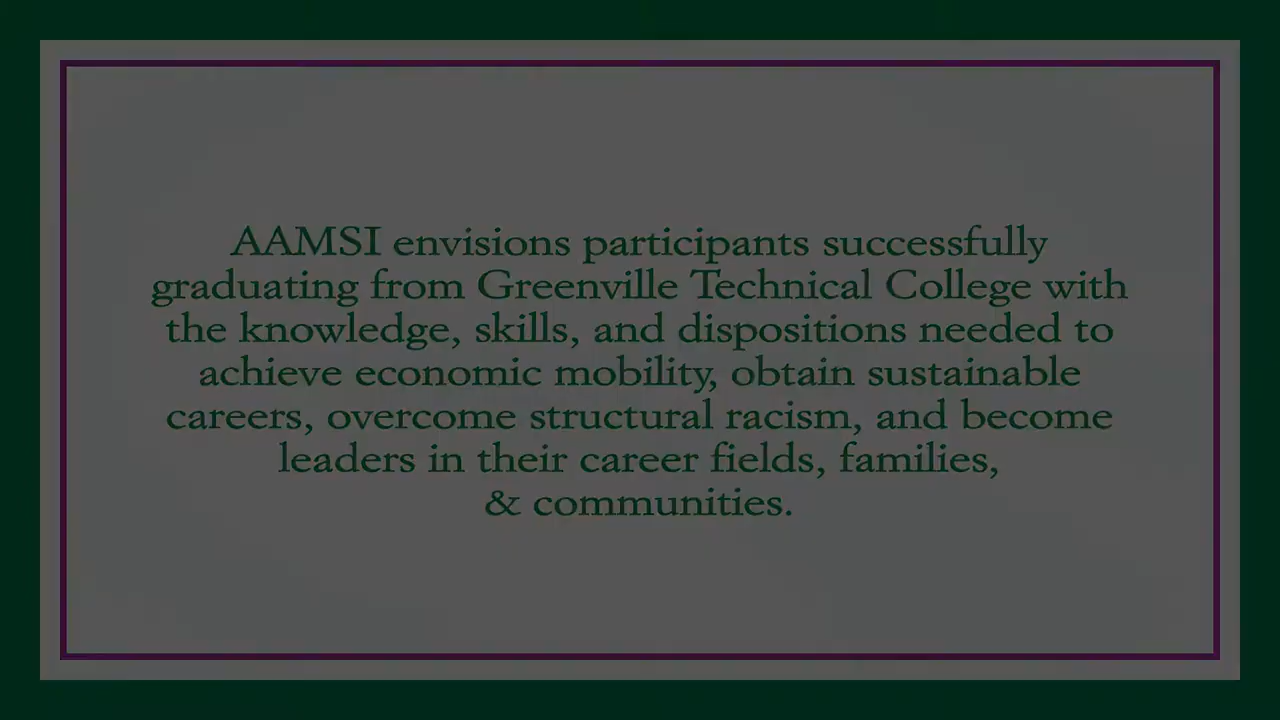 AAMSI envisions participants successfully
graduating from Greenville Technical College with
the knowledge, skills, and dispositions needed to
achieve economic mobility, obtain sustainable
careers, overcome structural racism, and become
leaders in their career fields, families,
& communities.